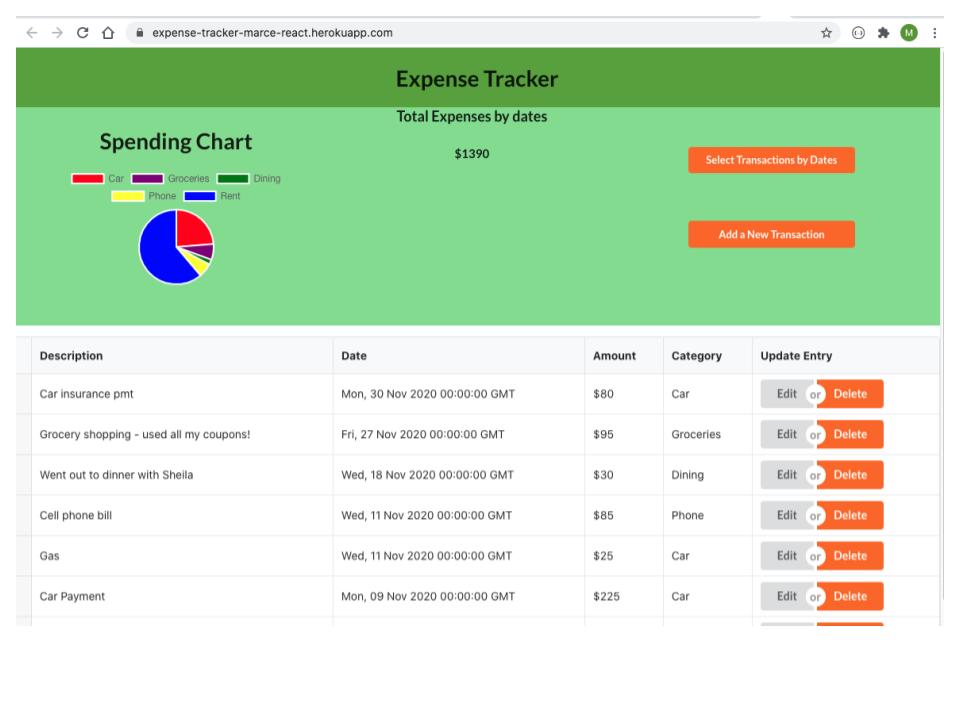 expense-tracker-marce-react.herokuapp.com
M
Expense Tracker
Total Expenses by dates
Spending Chart
$1390
Select Transactions by Dates
Car Groceries Dining
Phone Rent
Add a New Transaction
Description Date Amount Category Update Entry
Car insurance pmt Mon, 30 Nov 2020 00:00:00 GMT $80 Car Edit or Delete
Grocery shopping - used all my coupons! Fri, 27 Nov 2020 00:00:00 GMT $95 Groceries Edit or Delete
Went out to dinner with Sheila Wed, 18 Nov 2020 00:00:00 GMT $30 Dining Edit or Delete
Cell phone bill Wed, 11 Nov 2020 00:00:00 GMT $85 Phone Edit or Delete
Gas Wed, 11 Nov 2020 00:00:00 GMT $25 Car Edit or Delete
Car Payment Mon, 09 Nov 2020 00:00:00 GMT $225 Car Edit or Delete